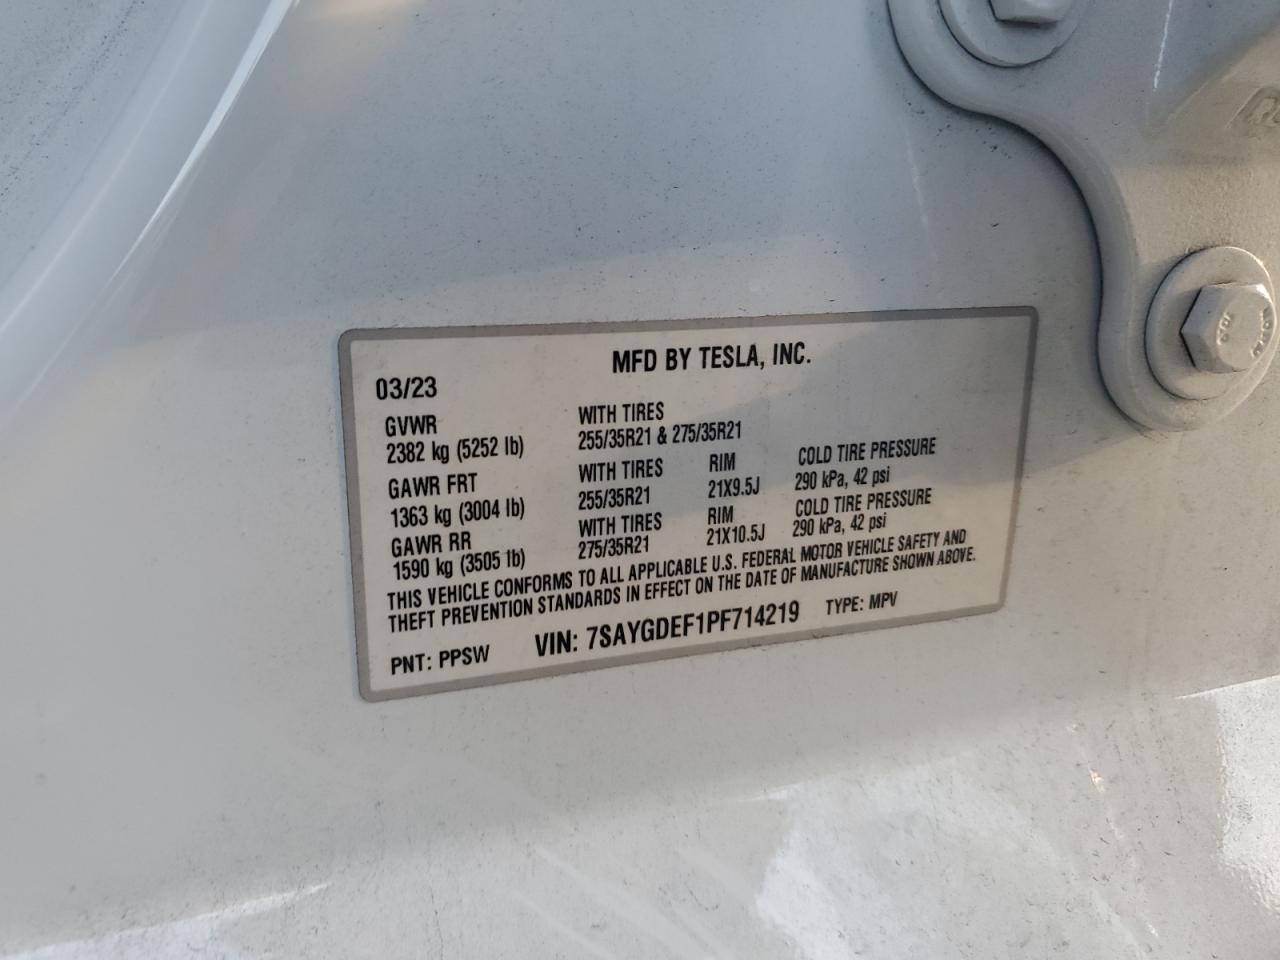 MFD BY TESLA, INC.
03/23
GVWR WITH TIRES
2382 kg (5252 lb) 255/35R21 & 275/35R21
GAWR FRT WITH TIRES RIM COLD TIRE PRESSURE
1363 kg (3004 lb) 255/35R21 21X9.5J 290 kPa, 42 psi
GAWR RR WITH TIRES RIM COLD TIRE PRESSURE
1590 kg (3505 lb) 275/35R21 21X10.5J 290 kPa, 42 psi
THIS VEHICLE CONFORMS TO ALL APPLICABLE U.S. FEDERAL MOTOR VEHICLE SAFETY AND
THEFT PREVENTION STANDARDS IN EFFECT ON THE DATE OF MANUFACTURE SHOWN ABOVE.
PNT: PPSW VIN: 7SAYGDEF1PF714219 TYPE: MPV